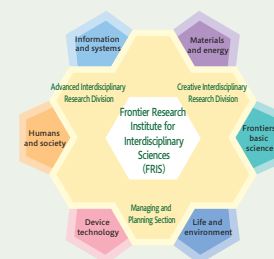 Information
and systems
Materials
and energy
Advanced Interdisciplinary
Research Division
Creative Interdisciplinary
Research Division
Frontier Research
Institute for
Interdisciplinary
Sciences
(FRIS)
Humans
and society
Frontiers
basic
science
Managing and
Planning Section
Device
technology
Life and
environment